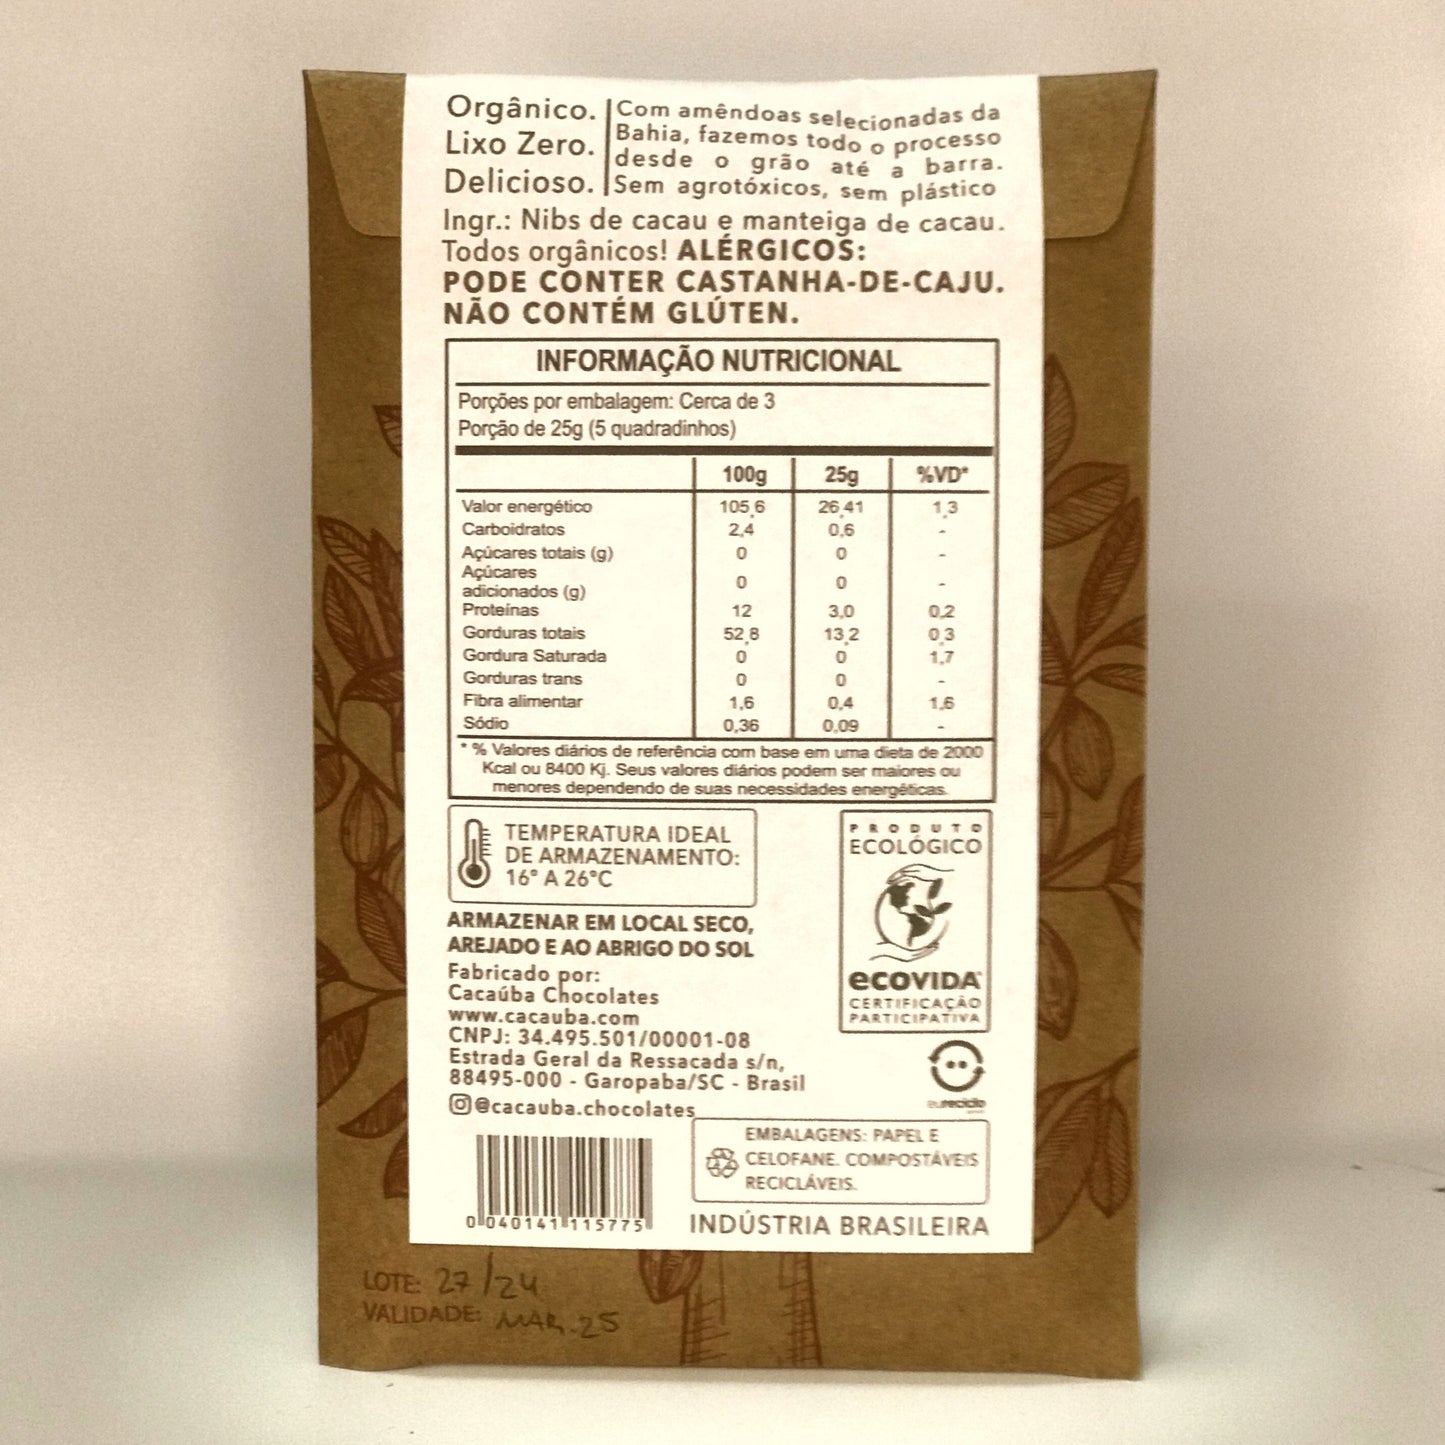 Orgânico.
Lixo Zero.
Delicioso.
Com amêndoas selecionadas da
Bahia, fazemos todo o processo
desde o grão até a barra.
Sem agrotóxicos, sem plástico
Ingr.: Nibs de cacau e manteiga de cacau.
Todos orgânicos! ALÉRGICOS:
PODE CONTER CASTANHA-DE-CAJU.
NÃO CONTÉM GLÚTEN.
INFORMAÇÃO NUTRICIONAL
Porções por embalagem: Cerca de 3
Porção de 25g (5 quadradinhos)
100g 25g %VD*
Valor energético 105,6 26,41 1,3
Carboidratos 2,4 0,6 -
Açúcares totais (g) 0 0 -
Açúcares
adicionados (g) 0 0 -
Proteínas 12 3,0 0,2
Gorduras totais 52,8 13,2 0,3
Gordura Saturada 0 0 1,7
Gorduras trans 0 0 -
Fibra alimentar 1,6 0,4 1,6
Sódio 0,36 0,09 -
* % Valores diários de referência com base em uma dieta de 2000
Kcal ou 8400 Kj. Seus valores diários podem ser maiores ou
menores dependendo de suas necessidades energéticas.
TEMPERATURA IDEAL
DE ARMAZENAMENTO:
16° A 26°C
PRODUTO
ECOLÓGICO
ecoVIDA
CERTIFICAÇÃO
PARTICIPATIVA
ARMAZENAR EM LOCAL SECO,
AREJADO E AO ABRIGO DO SOL
Fabricado por:
Cacaúba Chocolates
www.cacauba.com
CNPJ: 34.495.501/00001-08
Estrada Geral da Ressacada s/n,
88495-000 - Garopaba/SC - Brasil
@cacauba.chocolates
eureciclo
EMBALAGENS: PAPEL E
CELOFANE. COMPOSTÁVEIS
RECICLÁVEIS.
0 040141 115775
INDÚSTRIA BRASILEIRA
LOTE: 27/24
VALIDADE: MAR.25